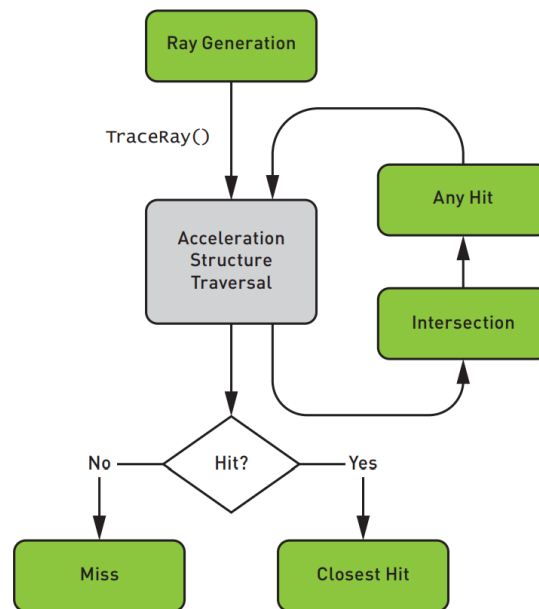 Ray Generation
TraceRay()
Any Hit
Acceleration
Structure
Traversal
Intersection
No
Hit?
Yes
Miss
Closest Hit